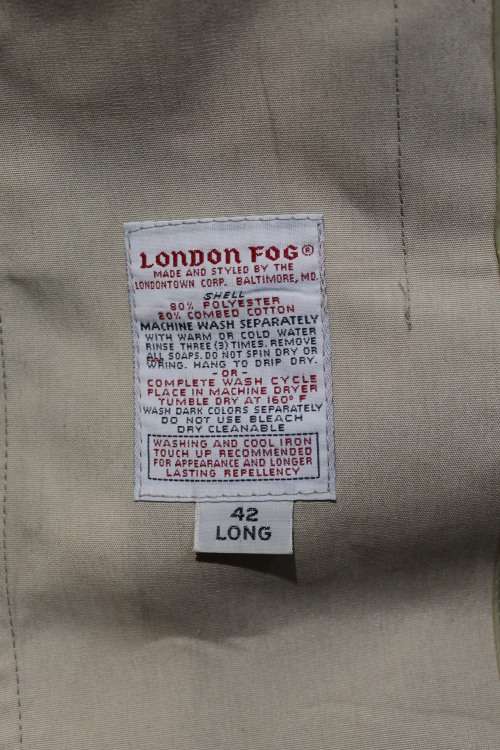 LONDON FOG®
MADE AND STYLED BY THE
LONDONTOWN CORP. BALTIMORE, MD.
SHELL
80% POLYESTER
20% COMBED COTTON
MACHINE WASH SEPARATELY
WITH WARM OR COLD WATER
RINSE THREE (3) TIMES. REMOVE
ALL SOAPS. DO NOT SPIN DRY OR
WRING. HANG TO DRIP DRY.
-OR-
COMPLETE WASH CYCLE
PLACE IN MACHINE DRYER
TUMBLE DRY AT 160° F
WASH DARK COLORS SEPARATELY
DO NOT USE BLEACH
DRY CLEANABLE
WASHING AND COOL IRON
TOUCH UP RECOMMENDED
FOR APPEARANCE AND LONGER
LASTING REPELLENCY
42
LONG